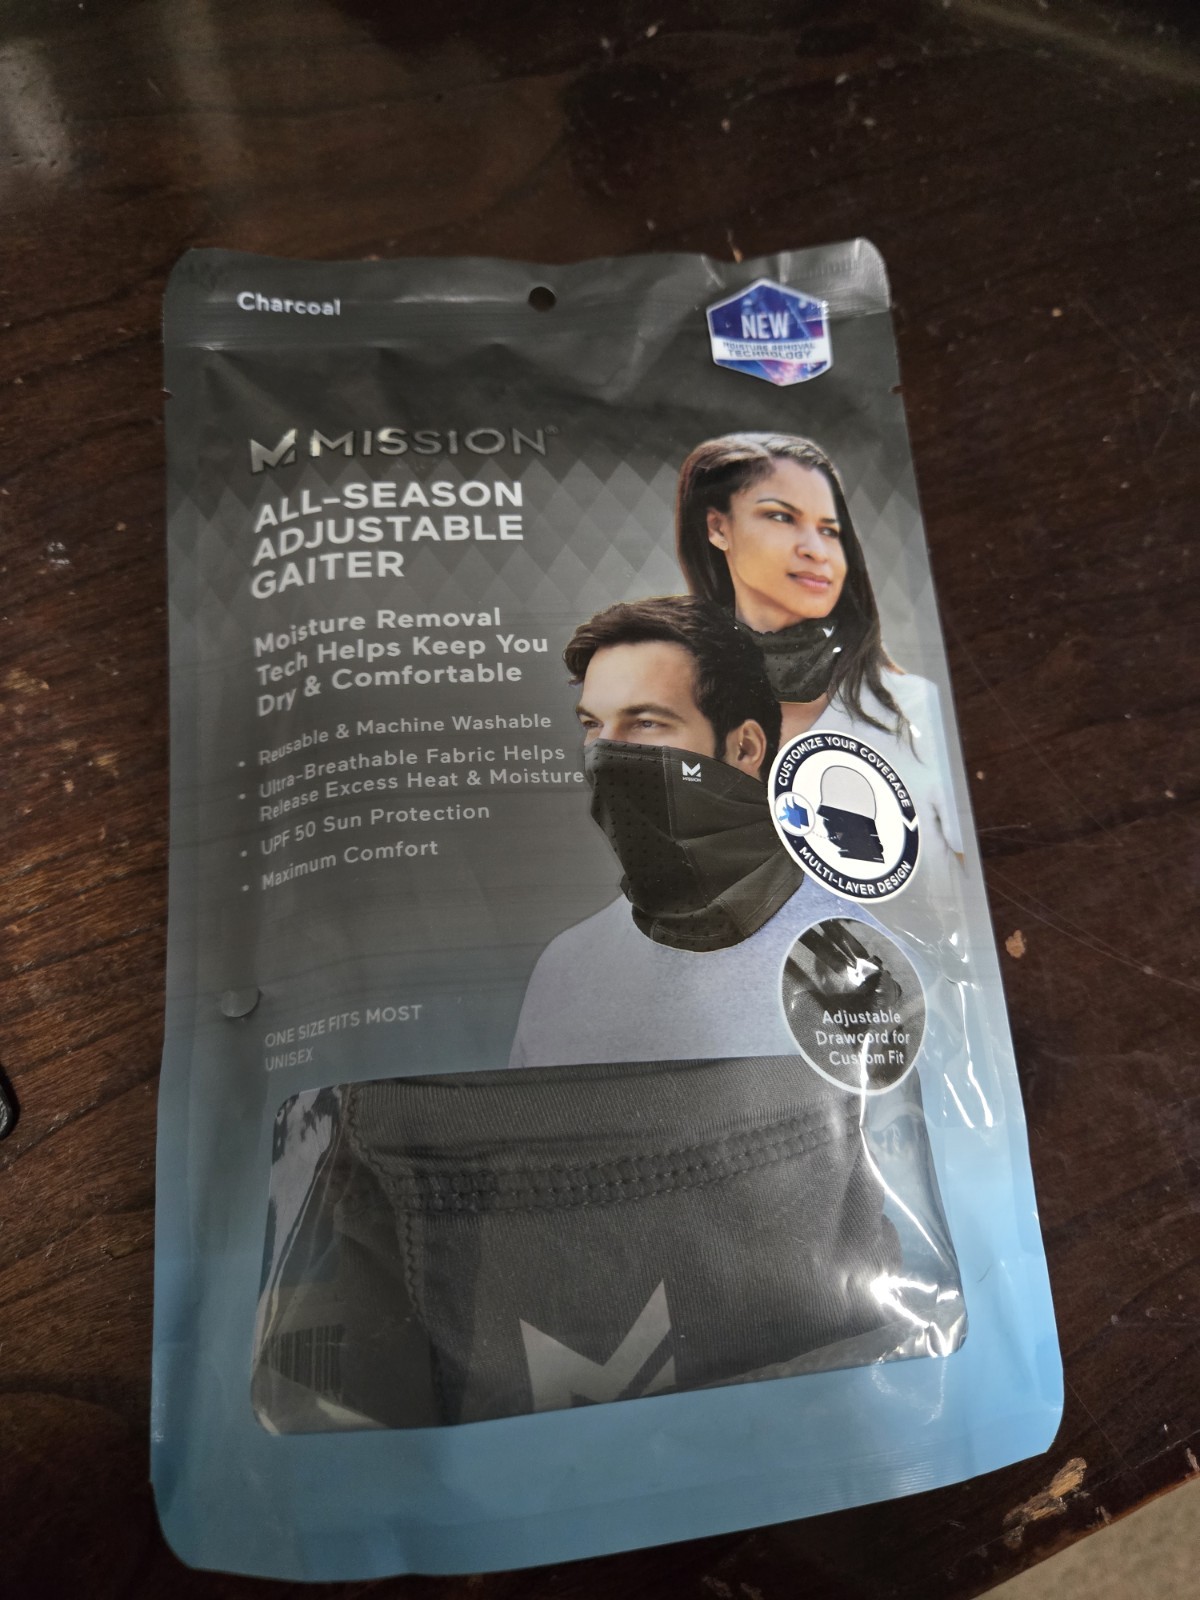 Charcoal
NEW
MOISTURE REMOVAL
TECHNOLOGY
MISSION®
ALL-SEASON
ADJUSTABLE
GAITER
Moisture Removal
Tech Helps Keep You
Dry & Comfortable
• Reusable & Machine Washable
• Ultra-Breathable Fabric Helps
Release Excess Heat & Moisture
• UPF 50 Sun Protection
• Maximum Comfort
MISSION
CUSTOMIZE YOUR COVERAGE
MULTI-LAYER DESIGN
Adjustable
Drawcord for
Custom Fit
ONE SIZE FITS MOST
UNISEX